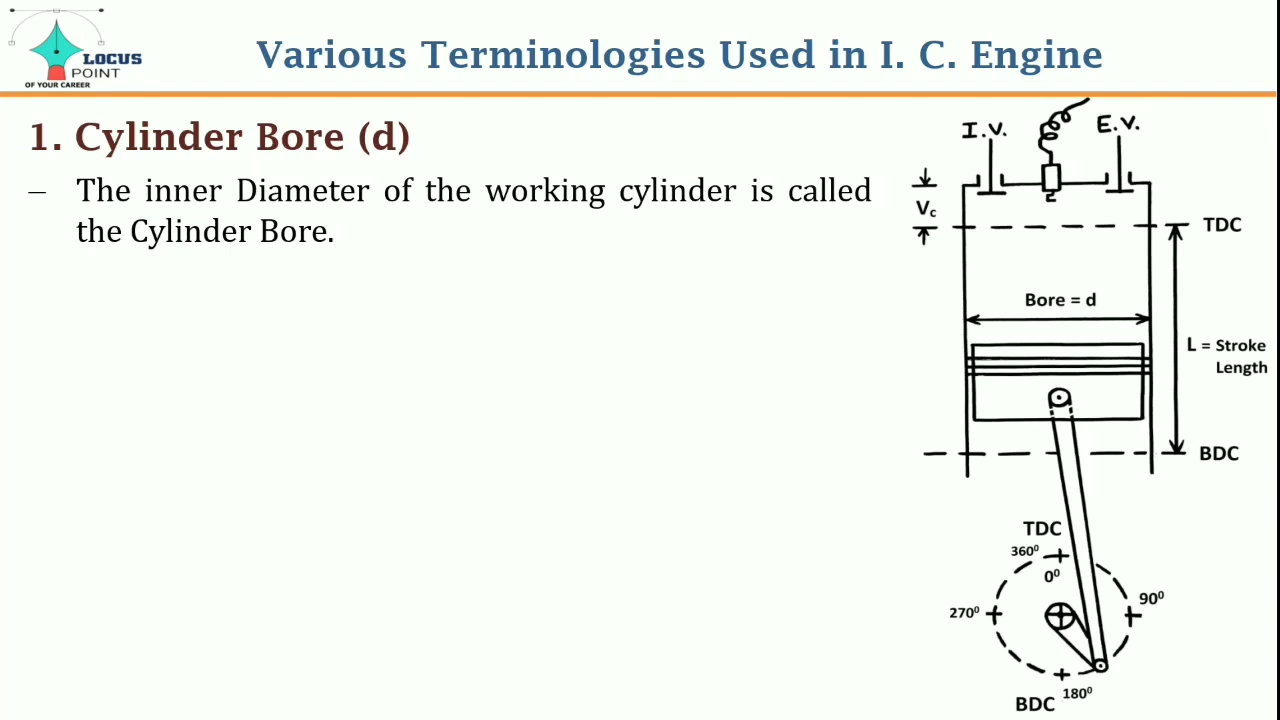 LOCUS
POINT
OF YOUR CAREER
Various Terminologies Used in I. C. Engine
1. Cylinder Bore (d)
– The inner Diameter of the working cylinder is called
the Cylinder Bore.
I.V.
E.V.
Vc
TDC
Bore = d
L = Stroke
Length
BDC
TDC
360⁰
0⁰
90⁰
270⁰
180⁰
BDC